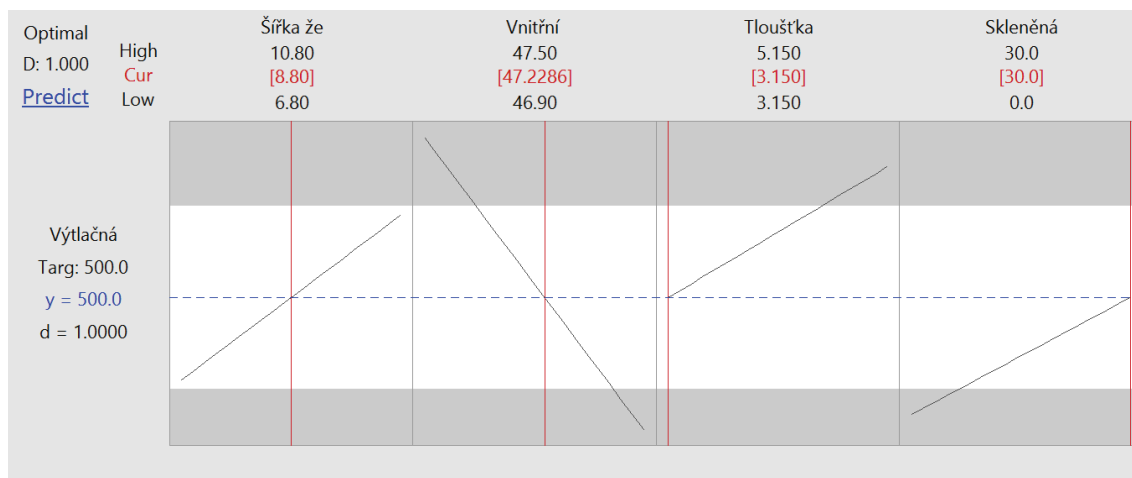 Optimal
D: 1.000
Predict
High
Cur
Low
Šířka že
10.80
[8.80]
6.80
Vnitřní
47.50
[47.2286]
46.90
Tloušťka
5.150
[3.150]
3.150
Skleněná
30.0
[30.0]
0.0
Výtlačná
Targ: 500.0
y = 500.0
d = 1.0000